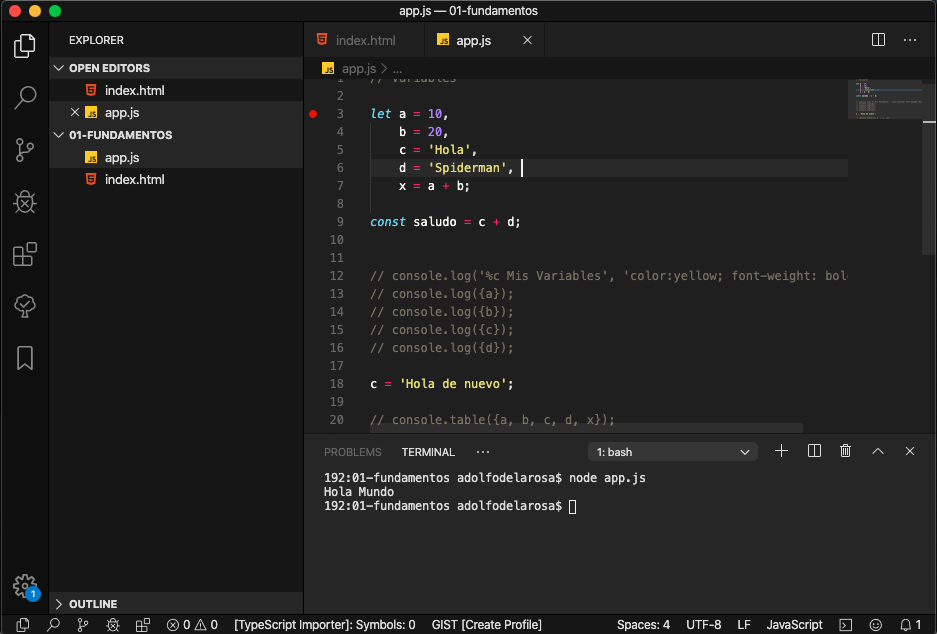 app.js — 01-fundamentos
EXPLORER
OPEN EDITORS
index.html
app.js
01-FUNDAMENTOS
app.js
index.html
OUTLINE
index.html
app.js
app.js > ...
1 // variables
2
3 let a = 10,
4 b = 20,
5 c = 'Hola',
6 d = 'Spiderman',
7 x = a + b;
8
9 const saludo = c + d;
10
11
12 // console.log('%c Mis Variables', 'color:yellow; font-weight: bol
13 // console.log({a});
14 // console.log({b});
15 // console.log({c});
16 // console.log({d});
17
18 c = 'Hola de nuevo';
19
20 // console.table({a, b, c, d, x});
PROBLEMS TERMINAL ... 1: bash
192:01-fundamentos adolfodelarosa$ node app.js
Hola Mundo
192:01-fundamentos adolfodelarosa$
1
0 0 [TypeScript Importer]: Symbols: 0 GIST [Create Profile] Spaces: 4 UTF-8 LF JavaScript 1